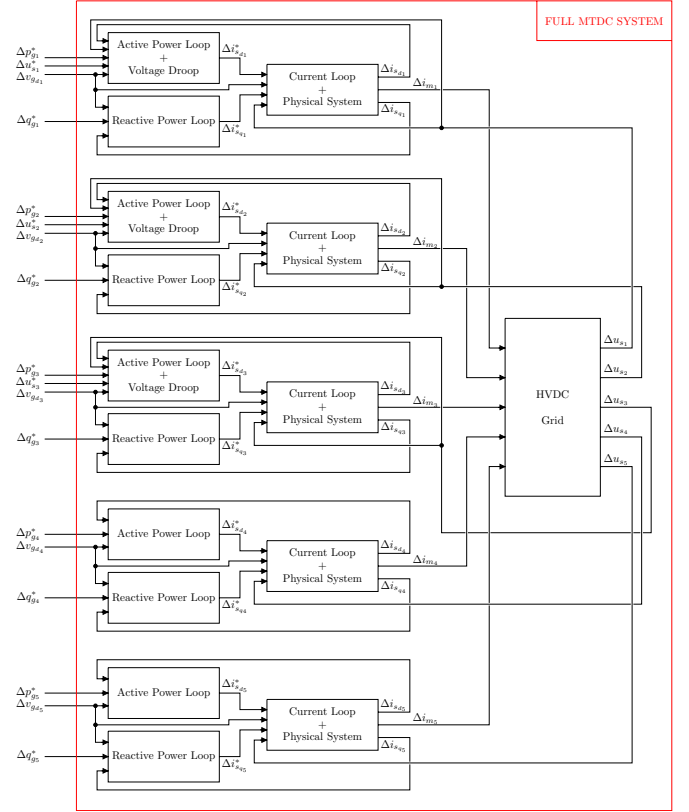 FULL MTDC SYSTEM
Δp*g1
Δu*s1
Δvgd1
Δq*g1
Active Power Loop
+
Voltage Droop
Δi*sd1
Reactive Power Loop
Δi*sq1
Current Loop
+
Physical System
Δisd1
Δim1
Δisq1
Δp*g2
Δu*s2
Δvgd2
Δq*g2
Active Power Loop
+
Voltage Droop
Δi*sd2
Reactive Power Loop
Δi*sq2
Current Loop
+
Physical System
Δisd2
Δim2
Δisq2
Δp*g3
Δu*s3
Δvgd3
Δq*g3
Active Power Loop
+
Voltage Droop
Δi*sd3
Reactive Power Loop
Δi*sq3
Current Loop
+
Physical System
Δisd3
Δim3
Δisq3
HVDC
Grid
Δus1
Δus2
Δus3
Δus4
Δus5
Δp*g4
Δvgd4
Δq*g4
Active Power Loop
Δi*sd4
Reactive Power Loop
Δi*sq4
Current Loop
+
Physical System
Δisd4
Δim4
Δisq4
Δp*g5
Δvgd5
Δq*g5
Active Power Loop
Δi*sd5
Reactive Power Loop
Δi*sq5
Current Loop
+
Physical System
Δisd5
Δim5
Δisq5